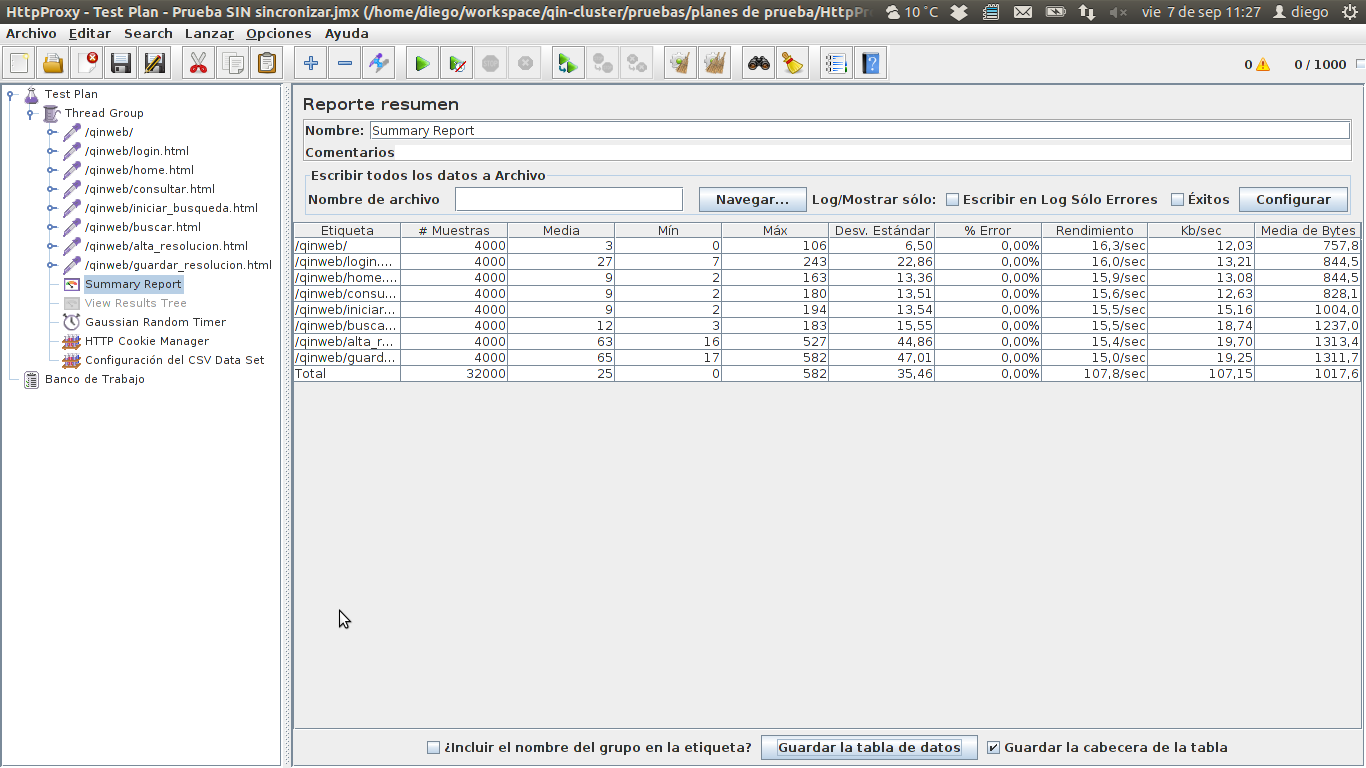 HttpProxy - Test Plan - Prueba SIN sincronizar.jmx (/home/diego/workspace/qin-cluster/pruebas/planes de prueba/HttpPr 10 °C vie 7 de sep 11:27 diego
Archivo Editar Search Lanzar Opciones Ayuda
0 0 / 1000
Test Plan
Thread Group
/qinweb/
/qinweb/login.html
/qinweb/home.html
/qinweb/consultar.html
/qinweb/iniciar_busqueda.html
/qinweb/buscar.html
/qinweb/alta_resolucion.html
/qinweb/guardar_resolucion.html
Summary Report
View Results Tree
Gaussian Random Timer
HTTP Cookie Manager
Configuración del CSV Data Set
Banco de Trabajo
Reporte resumen
Nombre: Summary Report
Comentarios
Escribir todos los datos a Archivo
Nombre de archivo Navegar... Log/Mostrar sólo: Escribir en Log Sólo Errores Éxitos Configurar
Etiqueta # Muestras Media Mín Máx Desv. Estándar % Error Rendimiento Kb/sec Media de Bytes
/qinweb/ 4000 3 0 106 6,50 0,00% 16,3/sec 12,03 757,8
/qinweb/login.... 4000 27 7 243 22,86 0,00% 16,0/sec 13,21 844,5
/qinweb/home.... 4000 9 2 163 13,36 0,00% 15,9/sec 13,08 844,5
/qinweb/consu... 4000 9 2 180 13,51 0,00% 15,6/sec 12,63 828,1
/qinweb/iniciar... 4000 9 2 194 13,54 0,00% 15,5/sec 15,16 1004,0
/qinweb/busca... 4000 12 3 183 15,55 0,00% 15,5/sec 18,74 1237,0
/qinweb/alta_r... 4000 63 16 527 44,86 0,00% 15,4/sec 19,70 1313,4
/qinweb/guard... 4000 65 17 582 47,01 0,00% 15,0/sec 19,25 1311,7
Total 32000 25 0 582 35,46 0,00% 107,8/sec 107,15 1017,6
¿Incluir el nombre del grupo en la etiqueta? Guardar la tabla de datos Guardar la cabecera de la tabla